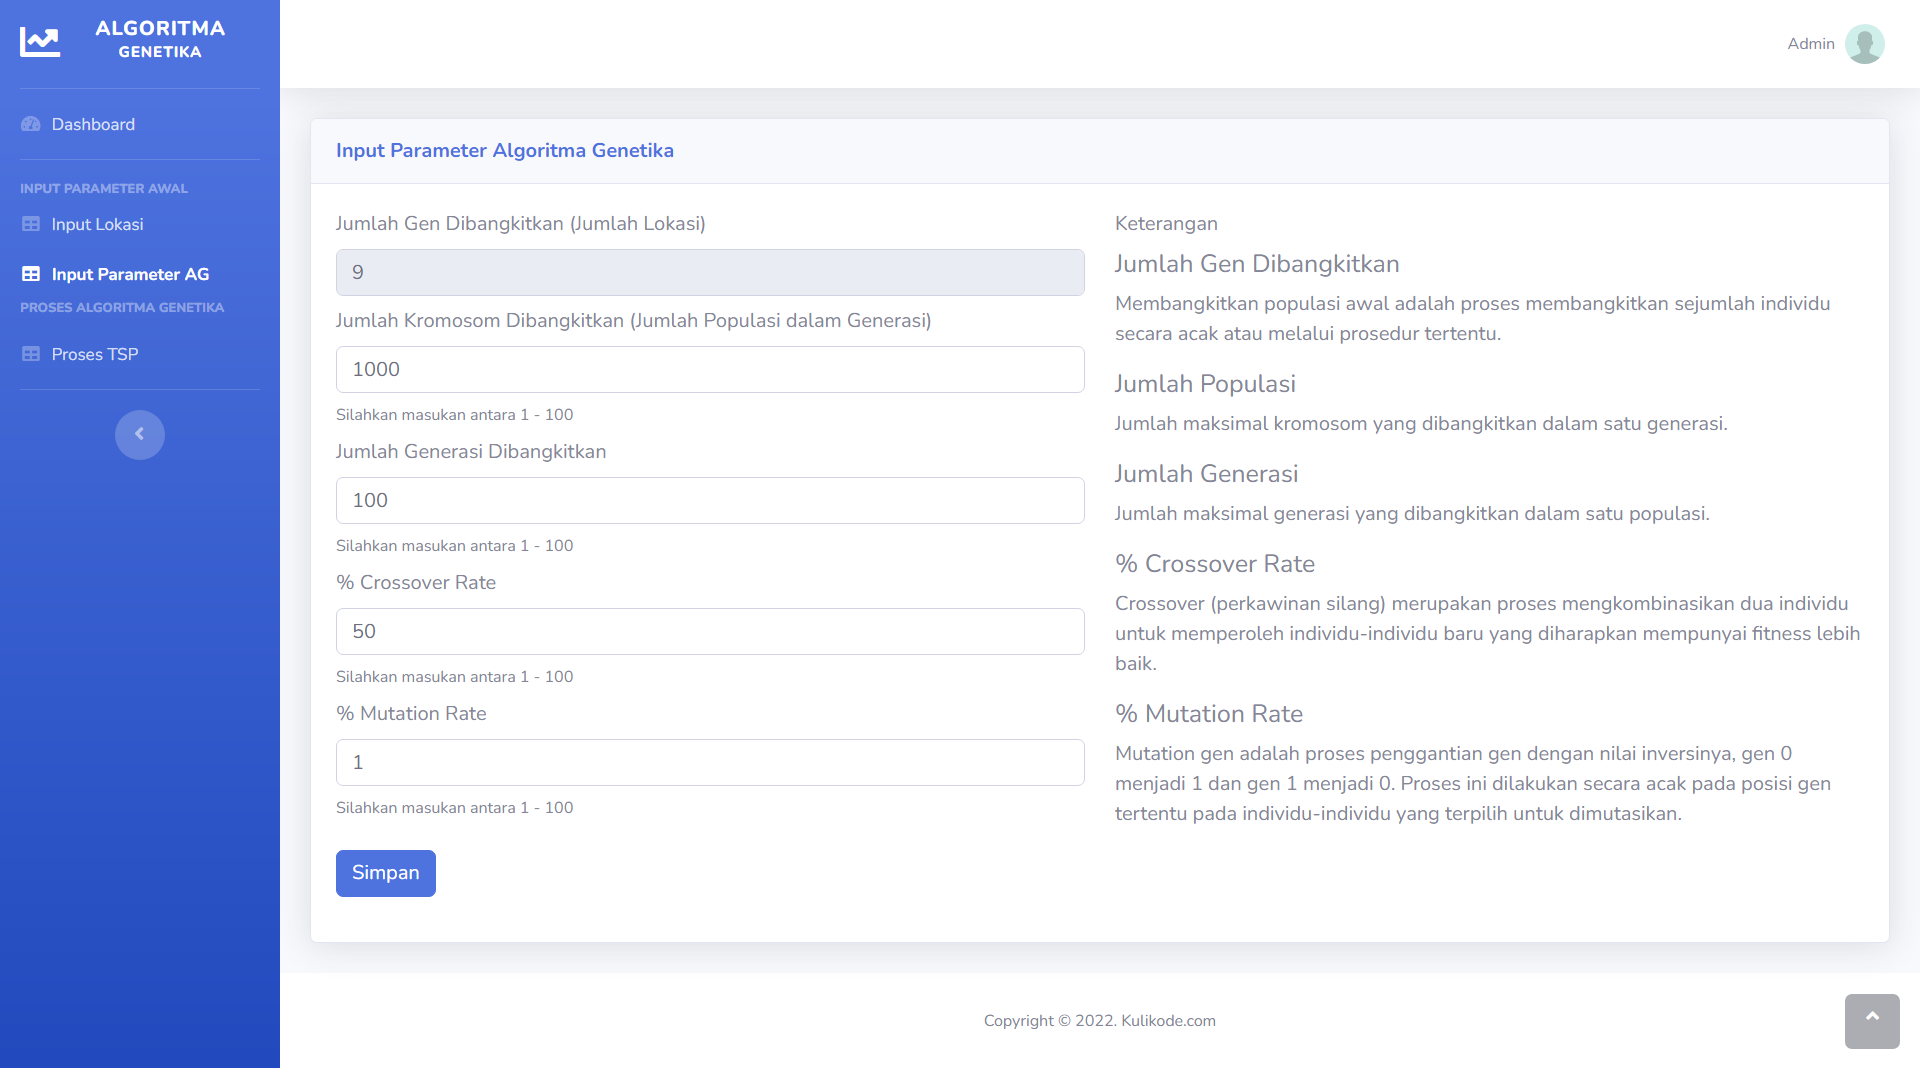 ALGORITMA
GENETIKA
Dashboard
INPUT PARAMETER AWAL
Input Lokasi
Input Parameter AG
PROSES ALGORITMA GENETIKA
Proses TSP
Admin
Input Parameter Algoritma Genetika
Jumlah Gen Dibangkitkan (Jumlah Lokasi)
9
Jumlah Kromosom Dibangkitkan (Jumlah Populasi dalam Generasi)
1000
Silahkan masukan antara 1 - 100
Jumlah Generasi Dibangkitkan
100
Silahkan masukan antara 1 - 100
% Crossover Rate
50
Silahkan masukan antara 1 - 100
% Mutation Rate
1
Silahkan masukan antara 1 - 100
Simpan
Keterangan
Jumlah Gen Dibangkitkan
Membangkitkan populasi awal adalah proses membangkitkan sejumlah individu
secara acak atau melalui prosedur tertentu.
Jumlah Populasi
Jumlah maksimal kromosom yang dibangkitkan dalam satu generasi.
Jumlah Generasi
Jumlah maksimal generasi yang dibangkitkan dalam satu populasi.
% Crossover Rate
Crossover (perkawinan silang) merupakan proses mengkombinasikan dua individu
untuk memperoleh individu-individu baru yang diharapkan mempunyai fitness lebih
baik.
% Mutation Rate
Mutation gen adalah proses penggantian gen dengan nilai inversinya, gen 0
menjadi 1 dan gen 1 menjadi 0. Proses ini dilakukan secara acak pada posisi gen
tertentu pada individu-individu yang terpilih untuk dimutasikan.
Copyright © 2022. Kulikode.com